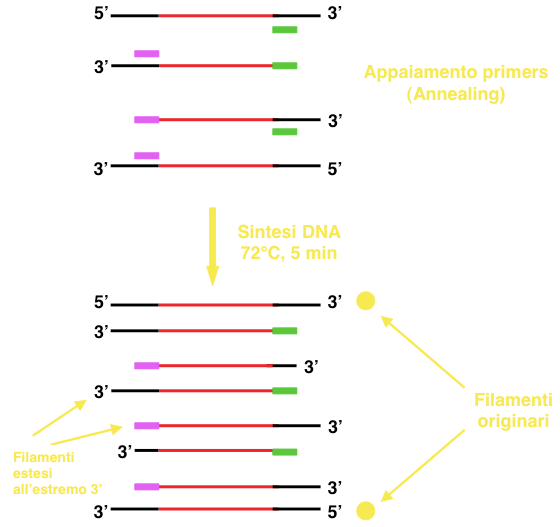 5’ 3’
3’
Appaiamento primers
(Annealing)
3’
3’ 5’
Sintesi DNA
72°C, 5 min
5’ 3’
3’
3’
3’
Filamenti
originari
3’
Filamenti
estesi
all’estremo 3’
3’
3’
3’ 5’